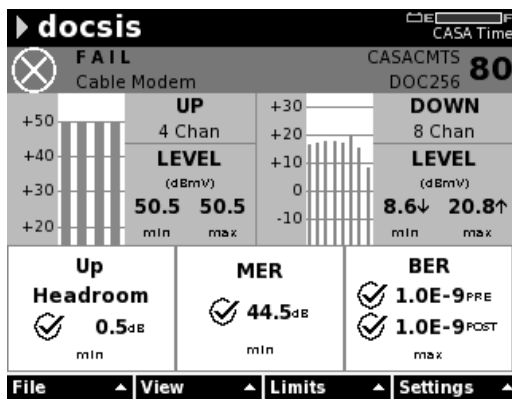 docsis
E F
CASA Time
FAIL
Cable Modem
CASACMTS
DOC256
80
UP
4 Chan
LEVEL
(dBmV)
50.5 50.5
min max
+50
+40
+30
+20
DOWN
8 Chan
LEVEL
(dBmV)
8.6↓ 20.8↑
min max
+30
+20
+10
0
-10
Up
Headroom
0.5dB
min
MER
44.5dB
min
BER
1.0E-9PRE
1.0E-9POST
max
File View Limits Settings